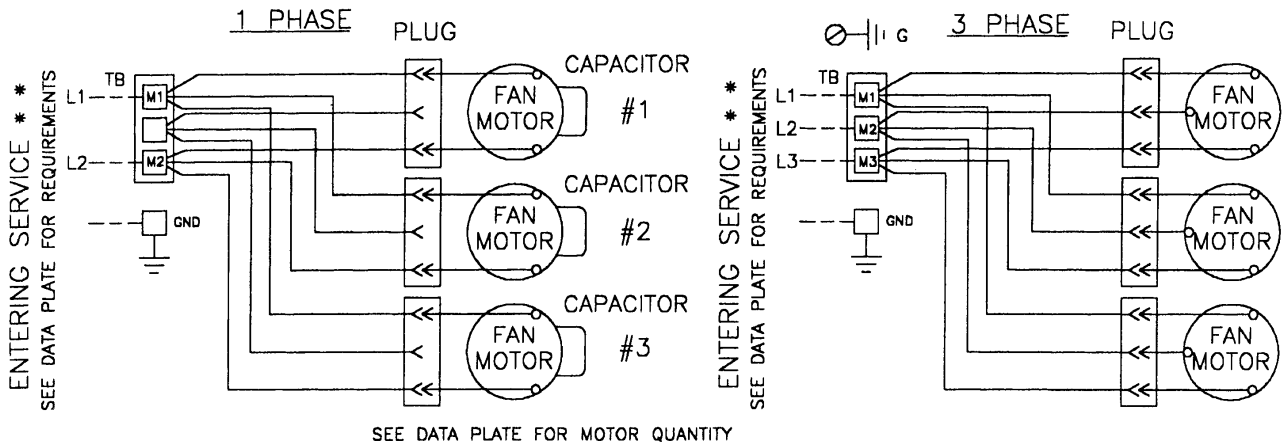 1 PHASE
PLUG
ENTERING SERVICE **
SEE DATA PLATE FOR REQUIREMENTS
TB
L1
M1
L2
M2
GND
FAN MOTOR
CAPACITOR
#1
FAN MOTOR
CAPACITOR
#2
FAN MOTOR
CAPACITOR
#3
G
3 PHASE
PLUG
ENTERING SERVICE **
SEE DATA PLATE FOR REQUIREMENTS
TB
L1
M1
L2
M2
L3
M3
GND
FAN MOTOR
FAN MOTOR
FAN MOTOR
SEE DATA PLATE FOR MOTOR QUANTITY